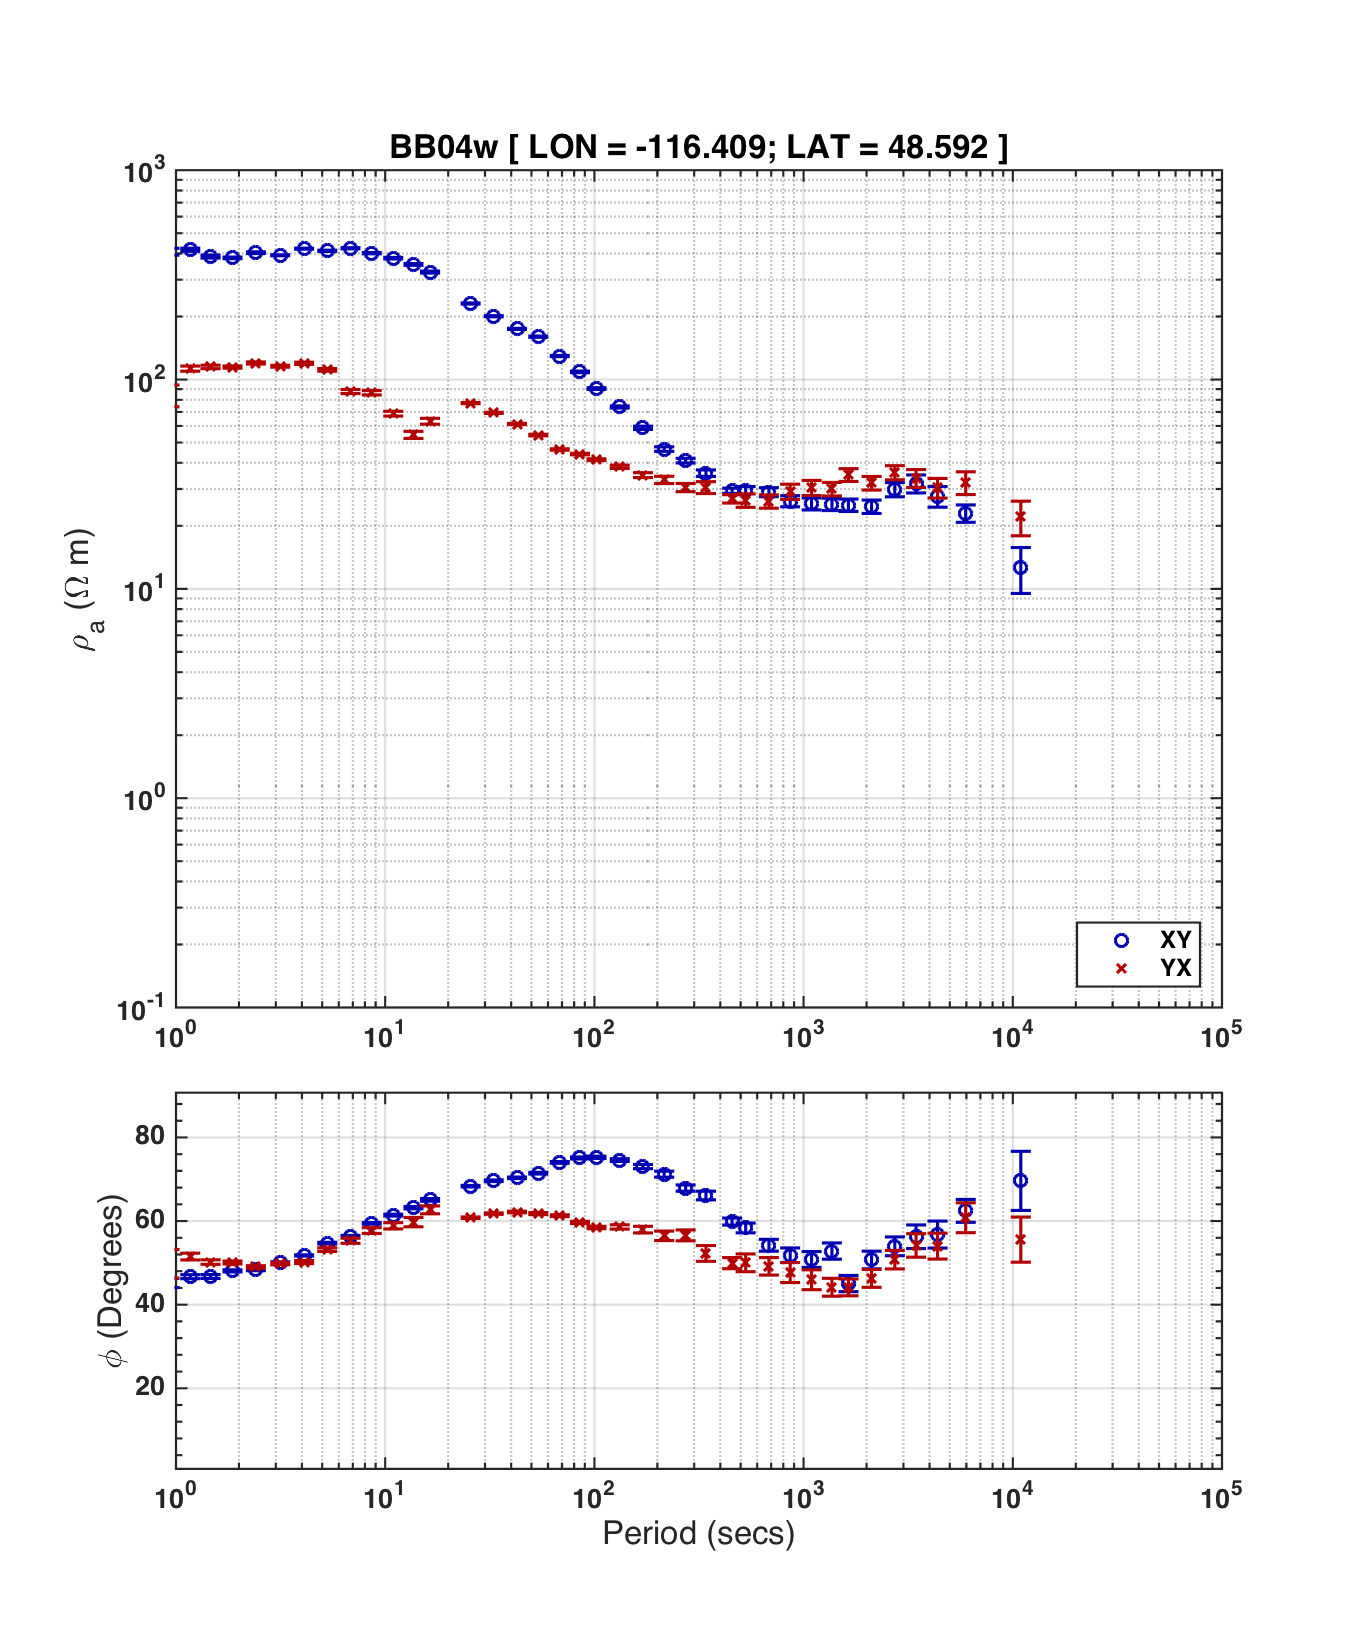 BB04w [ LON = -116.409; LAT = 48.592 ]
10³
10²
10¹
10⁰
10⁻¹
ρₐ (Ω m)
XY
YX
10⁰ 10¹ 10² 10³ 10⁴ 10⁵
80
60
40
20
ϕ (Degrees)
10⁰ 10¹ 10² 10³ 10⁴ 10⁵
Period (secs)